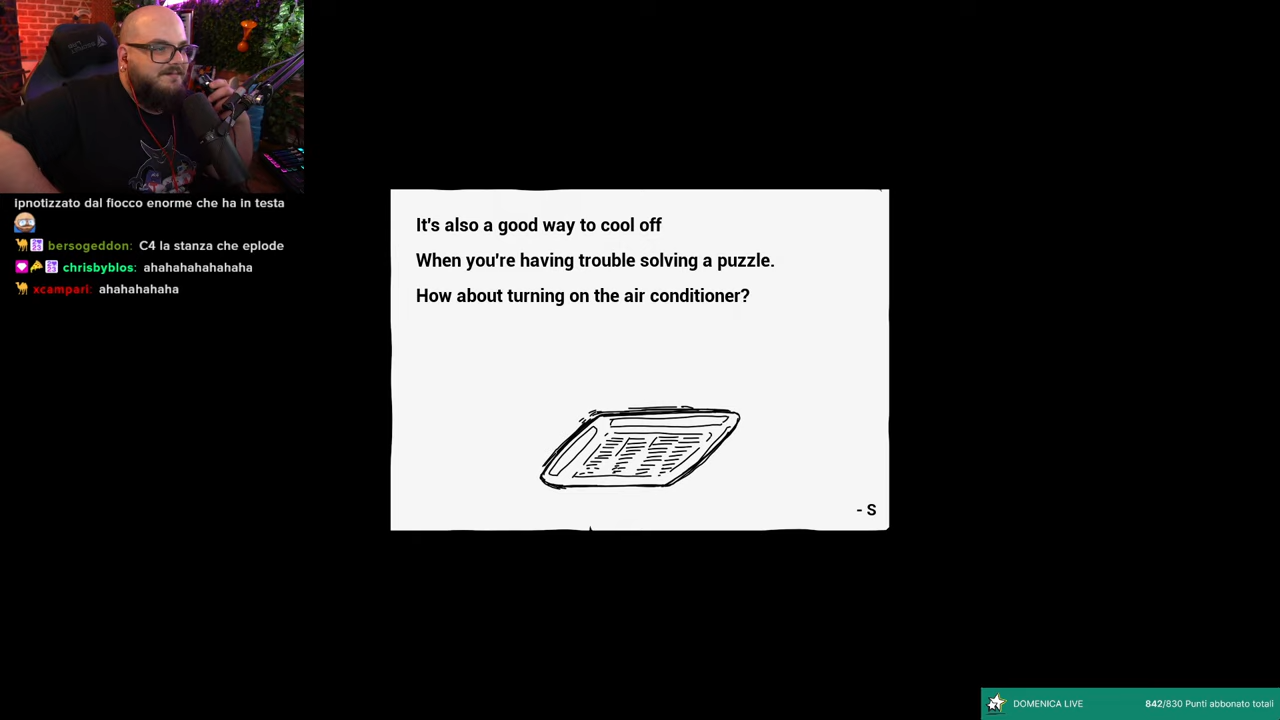 ipnotizzato dal fiocco enorme che ha in testa
bersogeddon: C4 la stanza che eplode
chrisbyblos: ahahahahahaha
xcampari: ahahahahaha
It's also a good way to cool off
When you're having trouble solving a puzzle.
How about turning on the air conditioner?
- S
DOMENICA LIVE 842/830 Punti abbonato totali